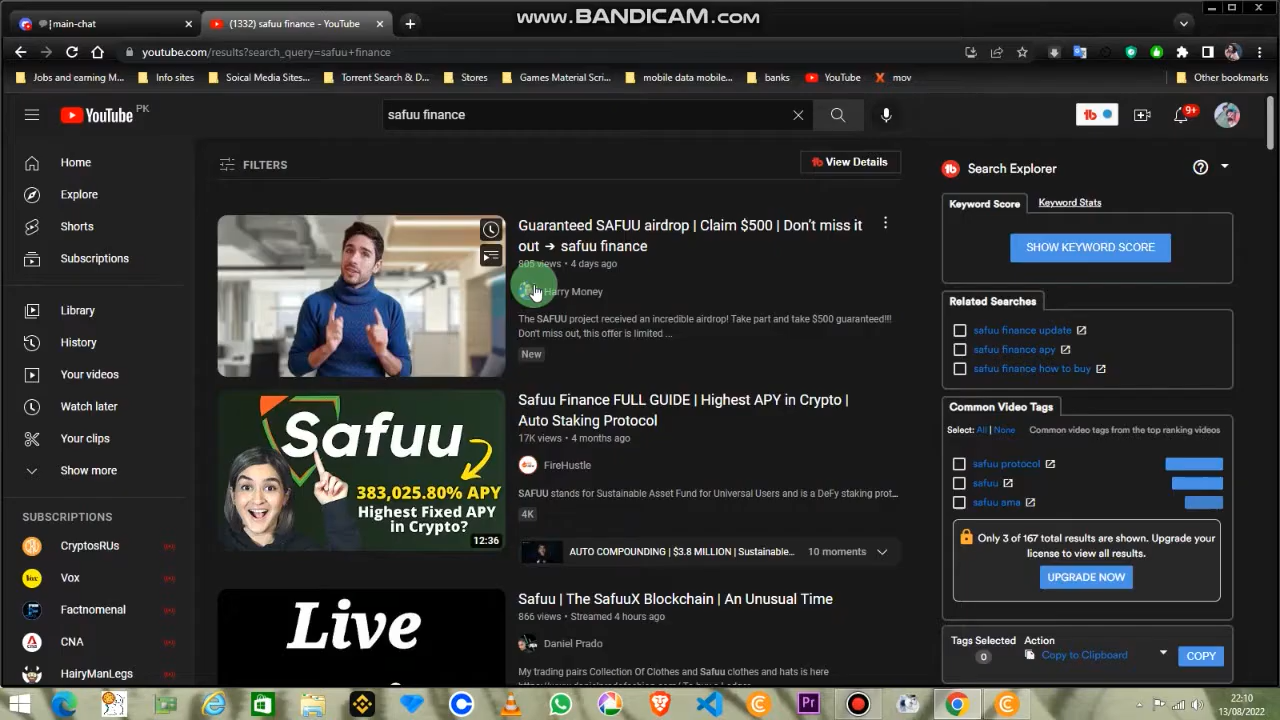 www.BANDICAM.com
main-chat
(1332) safuu finance - YouTube
youtube.com/results?search_query=safuu+finance
Jobs and earning M...
Info sites
Soical Media Sites...
Torrent Search & D...
Stores
Games Material Scri...
mobile data mobile...
banks
YouTube
mov
Other bookmarks
YouTube PK
safuu finance
9+
Home
Explore
Shorts
Subscriptions
Library
History
Your videos
Watch later
Your clips
Show more
SUBSCRIPTIONS
CryptosRUs
Vox
Factnomenal
CNA
HairyManLegs
FILTERS
View Details
Guaranteed SAFUU airdrop | Claim $500 | Don't miss it
out → safuu finance
805 views • 4 days ago
Harry Money
The SAFUU project received an incredible airdrop! Take part and take $500 guaranteed!!!
Don't miss out, this offer is limited ...
New
Safuu
383,025.80% APY
Highest Fixed APY
in Crypto?
12:36
Safuu Finance FULL GUIDE | Highest APY in Crypto |
Auto Staking Protocol
17K views • 4 months ago
FireHustle
SAFUU stands for Sustainable Asset Fund for Universal Users and is a DeFy staking prot...
4K
AUTO COMPOUNDING | $3.8 MILLION | Sustainable...
10 moments
Live
Safuu | The SafuuX Blockchain | An Unusual Time
866 views • Streamed 4 hours ago
Daniel Prado
My trading pairs Collection Of Clothes and Safuu clothes and hats is here
Search Explorer
Keyword Score
Keyword Stats
SHOW KEYWORD SCORE
Related Searches
safuu finance update
safuu finance apy
safuu finance how to buy
Common Video Tags
Select: All | None
Common video tags from the top ranking videos
safuu protocol
safuu
safuu ama
Only 3 of 167 total results are shown. Upgrade your
license to view all results.
UPGRADE NOW
Tags Selected
0
Action
Copy to Clipboard
COPY
22:10
13/08/2022